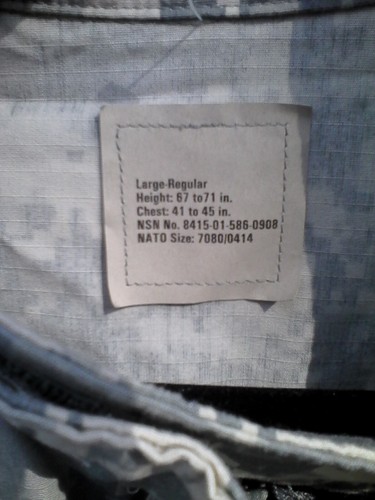 Large-Regular
Height: 67 to71 in.
Chest: 41 to 45 in.
NSN No. 8415-01-586-0908
NATO Size: 7080/0414